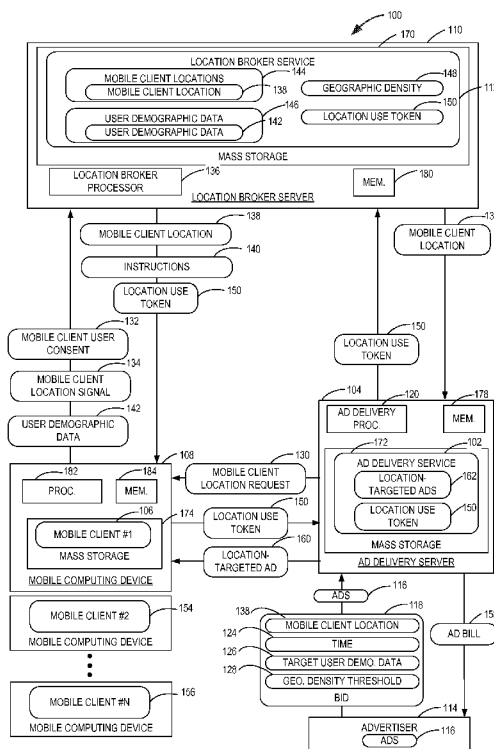 100
170
110
LOCATION BROKER SERVICE
MOBILE CLIENT LOCATIONS
144
MOBILE CLIENT LOCATION
138
GEOGRAPHIC DENSITY
148
112
USER DEMOGRAPHIC DATA
146
USER DEMOGRAPHIC DATA
142
LOCATION USE TOKEN
150
MASS STORAGE
LOCATION BROKER
PROCESSOR
136
MEM.
180
LOCATION BROKER SERVER
138
MOBILE CLIENT LOCATION
140
INSTRUCTIONS
150
LOCATION USE
TOKEN
MOBILE CLIENT
LOCATION
132
MOBILE CLIENT USER
CONSENT
134
MOBILE CLIENT
LOCATION SIGNAL
142
USER DEMOGRAPHIC
DATA
150
LOCATION USE
TOKEN
104
120
178
AD DELIVERY
PROC.
MEM.
172
102
AD DELIVERY SERVICE
LOCATION-
TARGETED ADS
162
LOCATION USE
TOKEN
150
MASS STORAGE
AD DELIVERY SERVER
108
182
184
PROC.
MEM.
174
106
MOBILE CLIENT #1
MASS STORAGE
MOBILE COMPUTING DEVICE
130
MOBILE CLIENT
LOCATION REQUEST
150
LOCATION USE
TOKEN
160
LOCATION-
TARGETED AD
MOBILE CLIENT #2
154
MOBILE COMPUTING DEVICE
MOBILE CLIENT #N
156
MOBILE COMPUTING DEVICE
ADS
116
138
118
MOBILE CLIENT LOCATION
124
TIME
126
TARGET USER DEMO. DATA
128
GEO. DENSITY THRESHOLD
BID
AD BILL
114
ADVERTISER
ADS
116